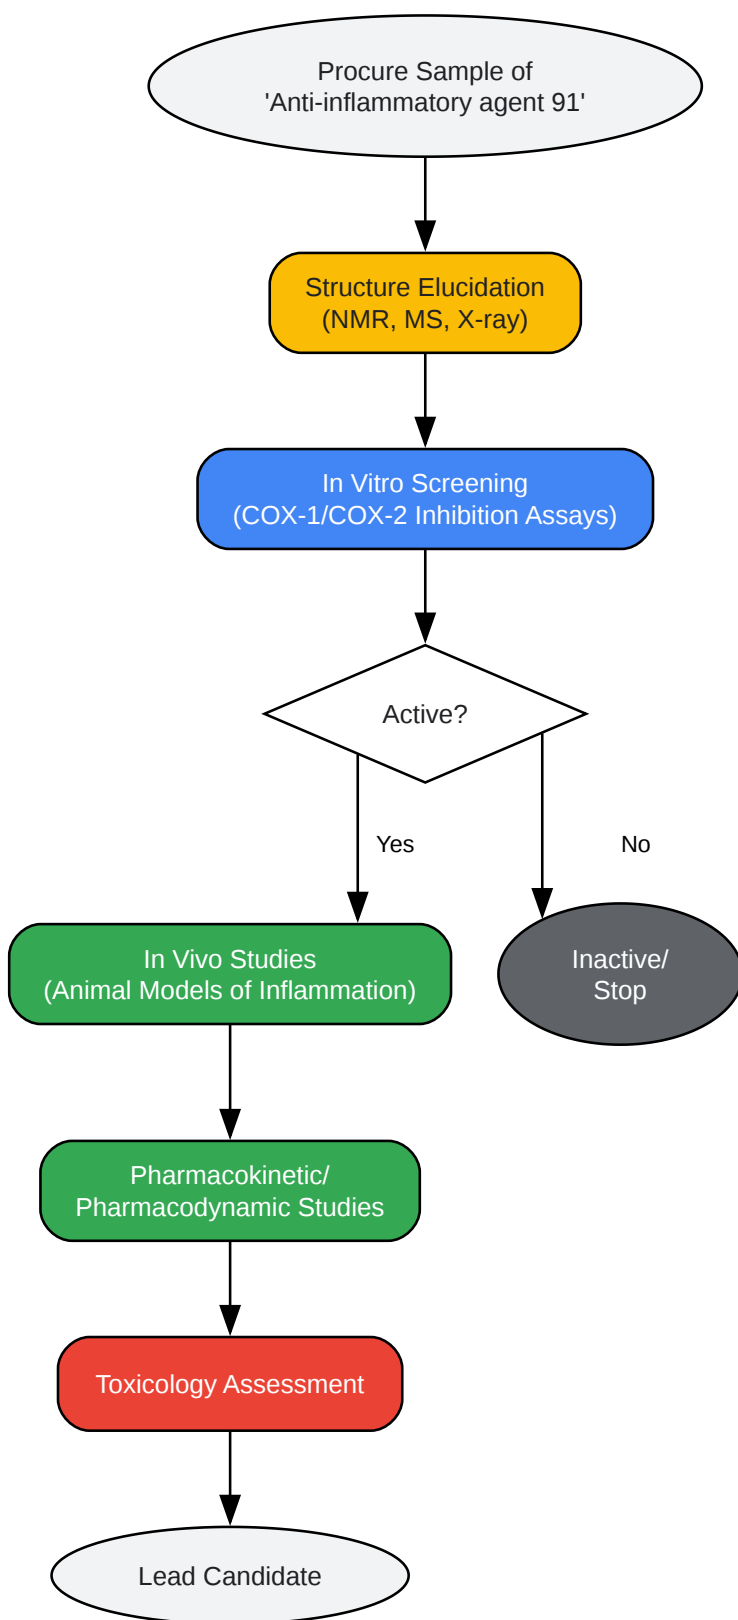 Procure Sample of
'Anti-inflammatory agent 91'
Structure Elucidation
(NMR, MS, X-ray)
In Vitro Screening
(COX-1/COX-2 Inhibition Assays)
Active?
Yes
No
In Vivo Studies
(Animal Models of Inflammation)
Inactive/
Stop
Pharmacokinetic/
Pharmacodynamic Studies
Toxicology Assessment
Lead Candidate